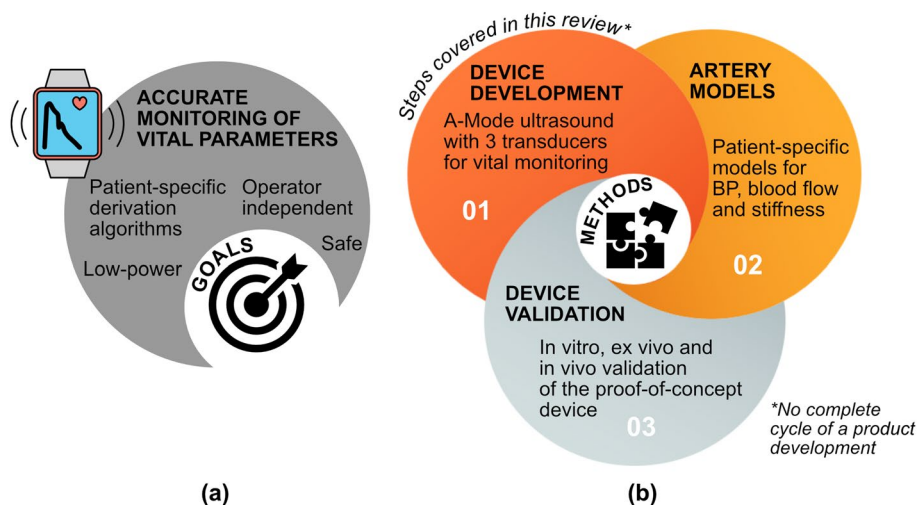 ACCURATE
MONITORING OF
VITAL PARAMETERS
Patient-specific
derivation
algorithms
Operator
independent
Low-power
Safe
GOALS
(a)
Steps covered in this review*
DEVICE
DEVELOPMENT
A-Mode ultrasound
with 3 transducers
for vital monitoring
01
ARTERY
MODELS
Patient-specific
models for
BP, blood flow
and stiffness
02
METHODS
DEVICE
VALIDATION
In vitro, ex vivo and
in vivo validation
of the proof-of-concept
device
03
*No complete
cycle of a product
development
(b)